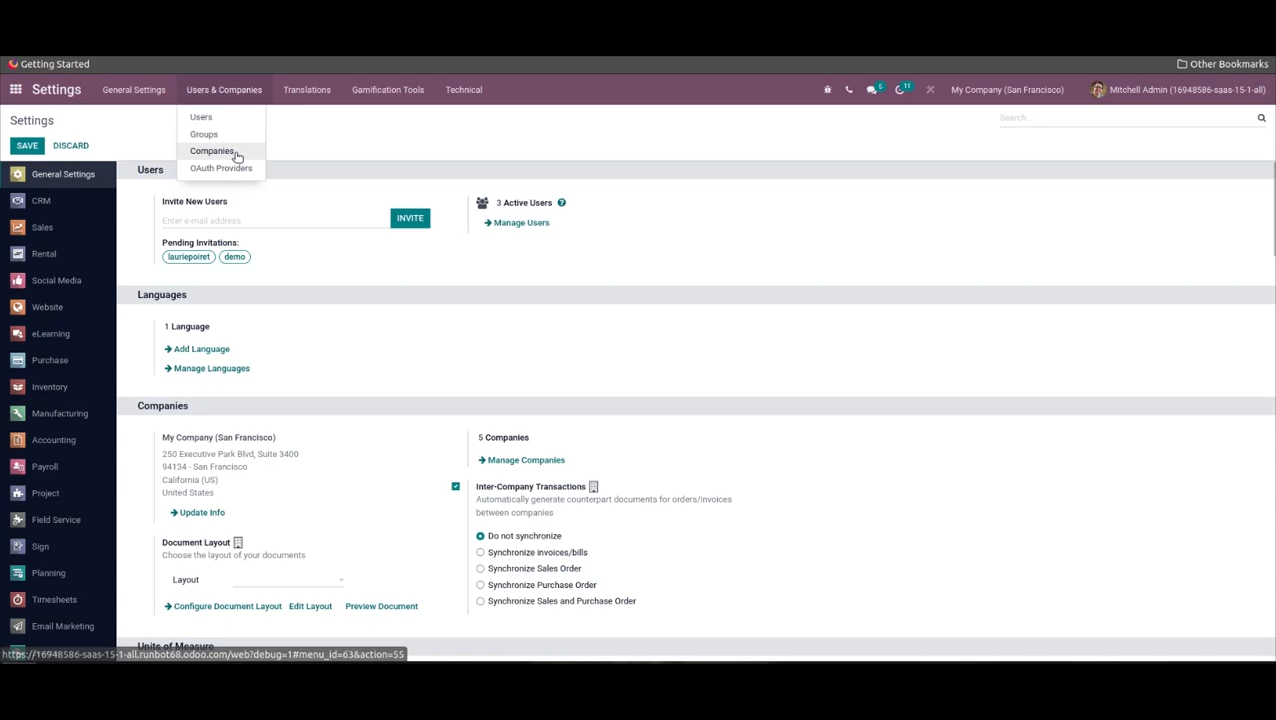 Getting Started
Other Bookmarks
Settings
General Settings
Users & Companies
Translations
Gamification Tools
Technical
5
11
My Company (San Francisco)
Mitchell Admin (16948586-saas-15-1-all)
Users
Groups
Companies
OAuth Providers
Settings
Search...
SAVE
DISCARD
General Settings
CRM
Sales
Rental
Social Media
Website
eLearning
Purchase
Inventory
Manufacturing
Accounting
Payroll
Project
Field Service
Sign
Planning
Timesheets
Email Marketing
Users
Invite New Users
Enter e-mail address
INVITE
Pending Invitations:
lauriepoiret
demo
3 Active Users
Manage Users
Languages
1 Language
Add Language
Manage Languages
Companies
My Company (San Francisco)
250 Executive Park Blvd, Suite 3400
94134 - San Francisco
California (US)
United States
Update Info
5 Companies
Manage Companies
Inter-Company Transactions
Automatically generate counterpart documents for orders/invoices
between companies
Do not synchronize
Synchronize invoices/bills
Synchronize Sales Order
Synchronize Purchase Order
Synchronize Sales and Purchase Order
Document Layout
Choose the layout of your documents
Layout
Configure Document Layout
Edit Layout
Preview Document
Units of Measure
https://16948586-saas-15-1-all.runbot68.odoo.com/web?debug=1#menu_id=63&action=55